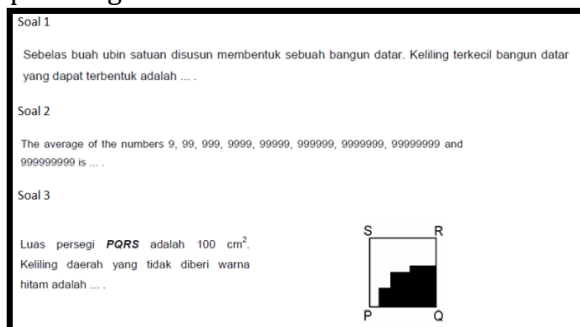 Soal 1
Sebelas buah ubin satuan disusun membentuk sebuah bangun datar. Keliling terkecil bangun datar
yang dapat terbentuk adalah ... .
Soal 2
The average of the numbers 9, 99, 999, 9999, 99999, 999999, 9999999, 99999999 and
999999999 is ... .
Soal 3
Luas persegi PQRS adalah 100 cm².
Keliling daerah yang tidak diberi warna
hitam adalah ... .
S R
P Q